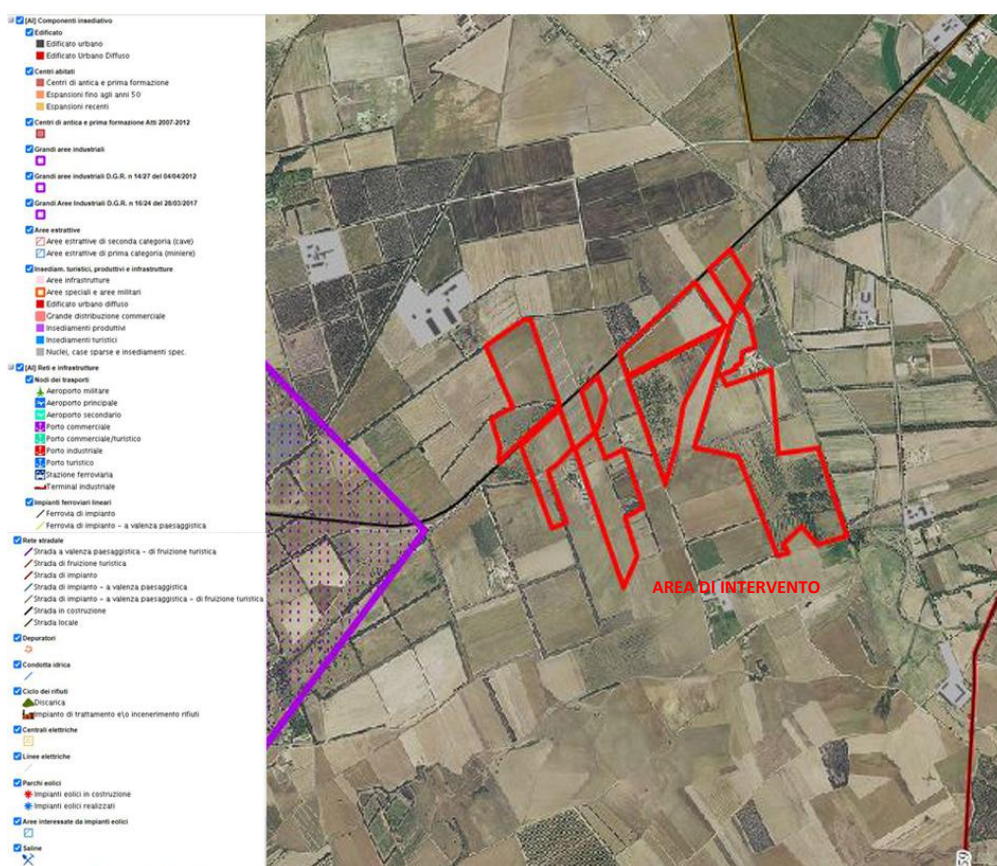 [AI] Componenti insediativo
Edificato
Edificato urbano
Edificato Urbano Diffuso
Centri abitati
Centri di antica e prima formazione
Espansioni fino agli anni 50
Espansioni recenti
Centri di antica e prima formazione Atti 2007-2012
Grandi aree industriali
Grandi aree industriali D.G.R. n 14/27 del 04/04/2012
Grandi Aree Industriali D.G.R. n 16/24 del 28/03/2017
Aree estrattive
Aree estrattive di seconda categoria (cave)
Aree estrattive di prima categoria (miniere)
Insediam. turistici, produttivi e infrastrutture
Aree infrastrutture
Aree speciali e aree militari
Edificato urbano diffuso
Grande distribuzione commerciale
Insediamenti produttivi
Insediamenti turistici
Nuclei, case sparse e insediamenti spec.
[AI] Reti e infrastrutture
Nodi dei trasporti
Aeroporto militare
Aeroporto principale
Aeroporto secondario
Porto commerciale
Porto commerciale/turistico
Porto industriale
Porto turistico
Stazione ferroviaria
Terminal industriale
Impianti ferroviari lineari
Ferrovia di impianto
Ferrovia di impianto - a valenza paesaggistica
Rete stradale
Strada a valenza paesaggistica - di fruizione turistica
Strada di fruizione turistica
Strada di impianto
Strada di impianto - a valenza paesaggistica
Strada di impianto - a valenza paesaggistica - di fruizione turistica
Strada in costruzione
Strada locale
Depuratori
Condotta idrica
Ciclo dei rifiuti
Discarica
Impianto di trattamento e\o incenerimento rifiuti
Centrali elettriche
Linee elettriche
Parchi eolici
Impianti eolici in costruzione
Impianti eolici realizzati
Aree interessate da impianti eolici
Saline
AREA DI INTERVENTO